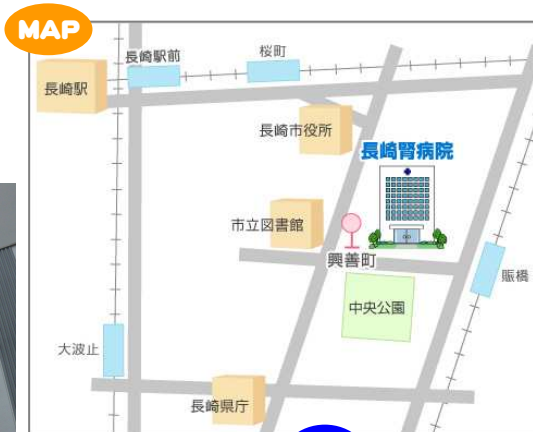 MAP
長崎駅前
桜町
長崎駅
長崎市役所
長崎腎病院
市立図書館
興善町
賑橋
中央公園
大波止
長崎県庁